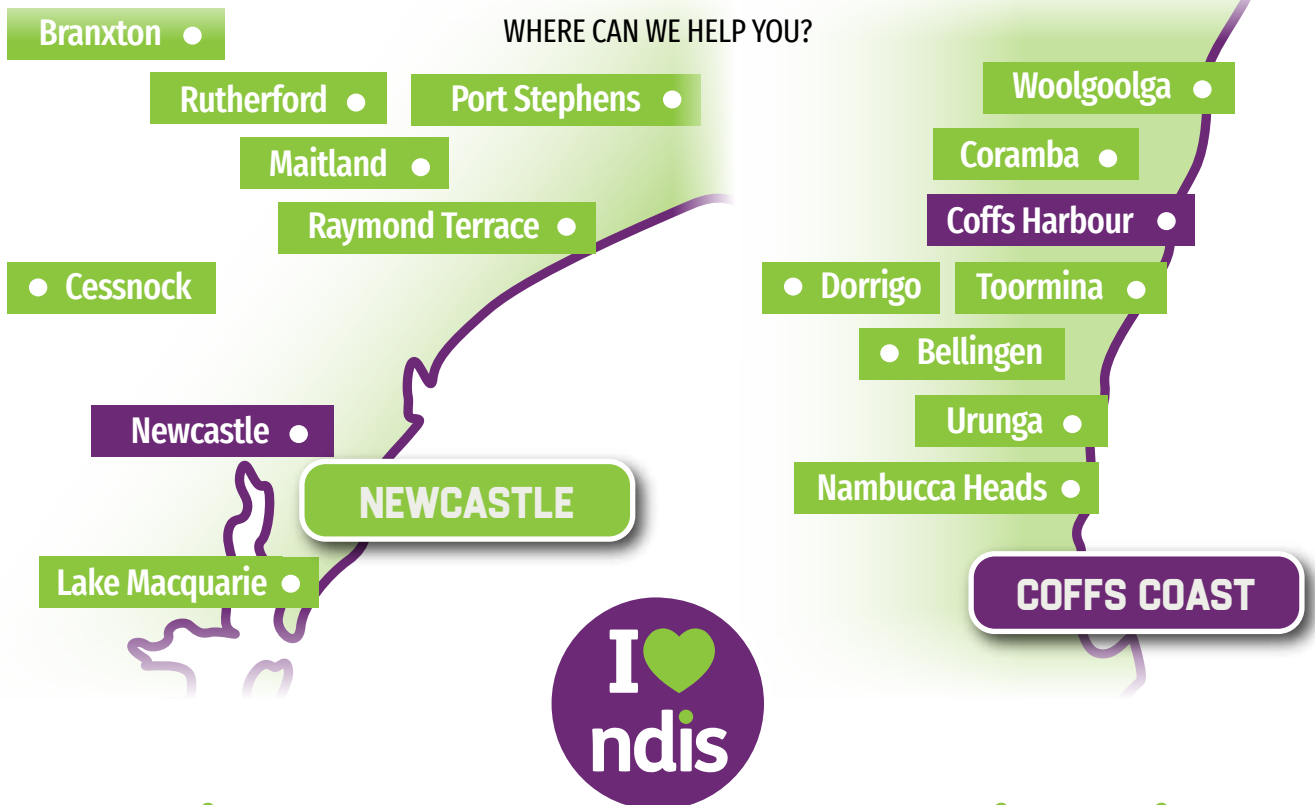 WHERE CAN WE HELP YOU?
Branxton
Rutherford
Port Stephens
Maitland
Raymond Terrace
Cessnock
Newcastle
NEWCASTLE
Lake Macquarie
Woolgoolga
Coramba
Coffs Harbour
Dorrigo
Toormina
Bellingen
Urunga
Nambucca Heads
COFFS COAST
I
ndis